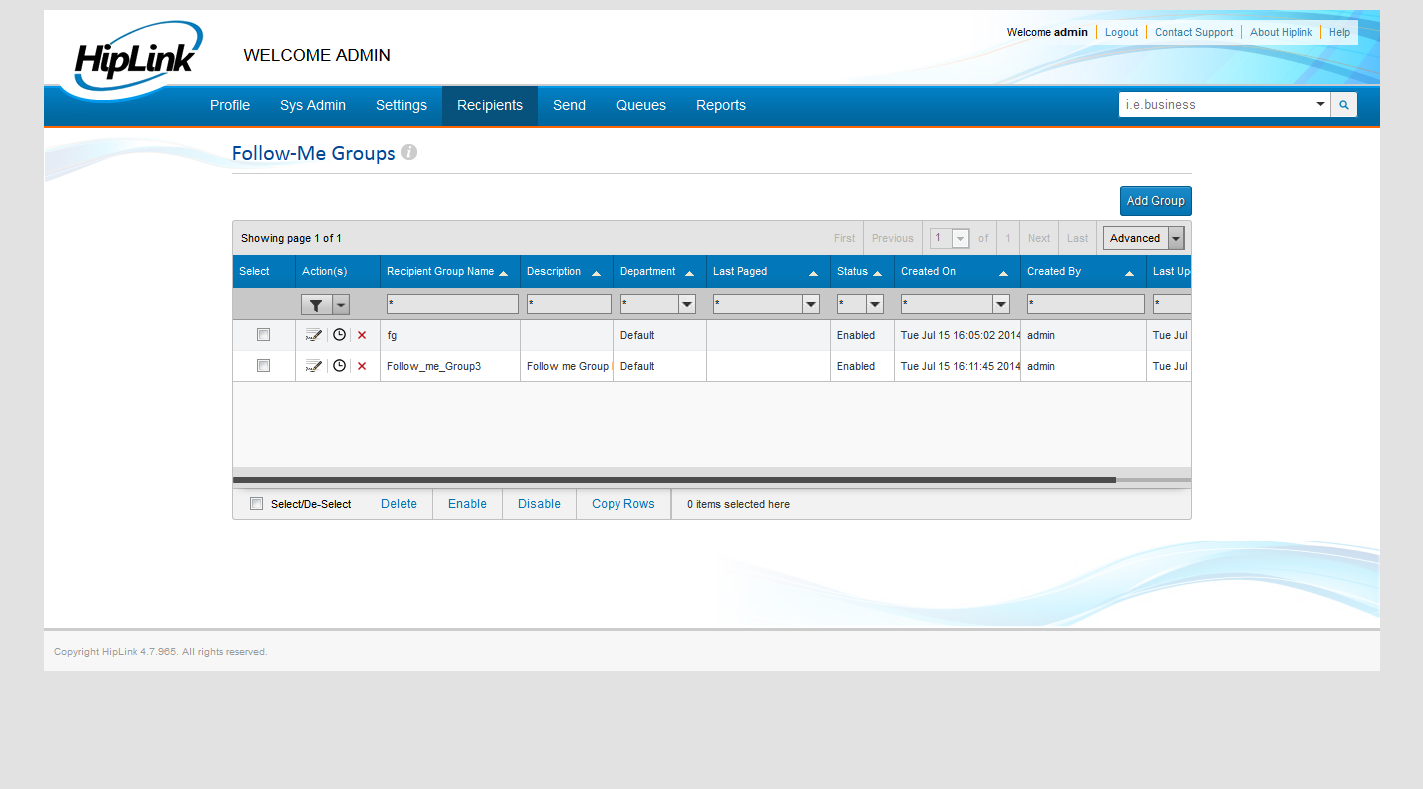 HipLink
WELCOME ADMIN
Welcome admin Logout Contact Support About Hiplink Help
Profile Sys Admin Settings Recipients Send Queues Reports
i.e.business
Follow-Me Groups i
Add Group
Showing page 1 of 1 First Previous 1 of 1 Next Last Advanced
Select Action(s) Recipient Group Name Description Department Last Paged Status Created On Created By Last Up
* * * * * * * *
fg Default Enabled Tue Jul 15 16:05:02 2014 admin Tue Jul
Follow_me_Group3 Follow me Group Default Enabled Tue Jul 15 16:11:45 2014 admin Tue Jul
Select/De-Select Delete Enable Disable Copy Rows 0 items selected here
Copyright HipLink 4.7.965. All rights reserved.